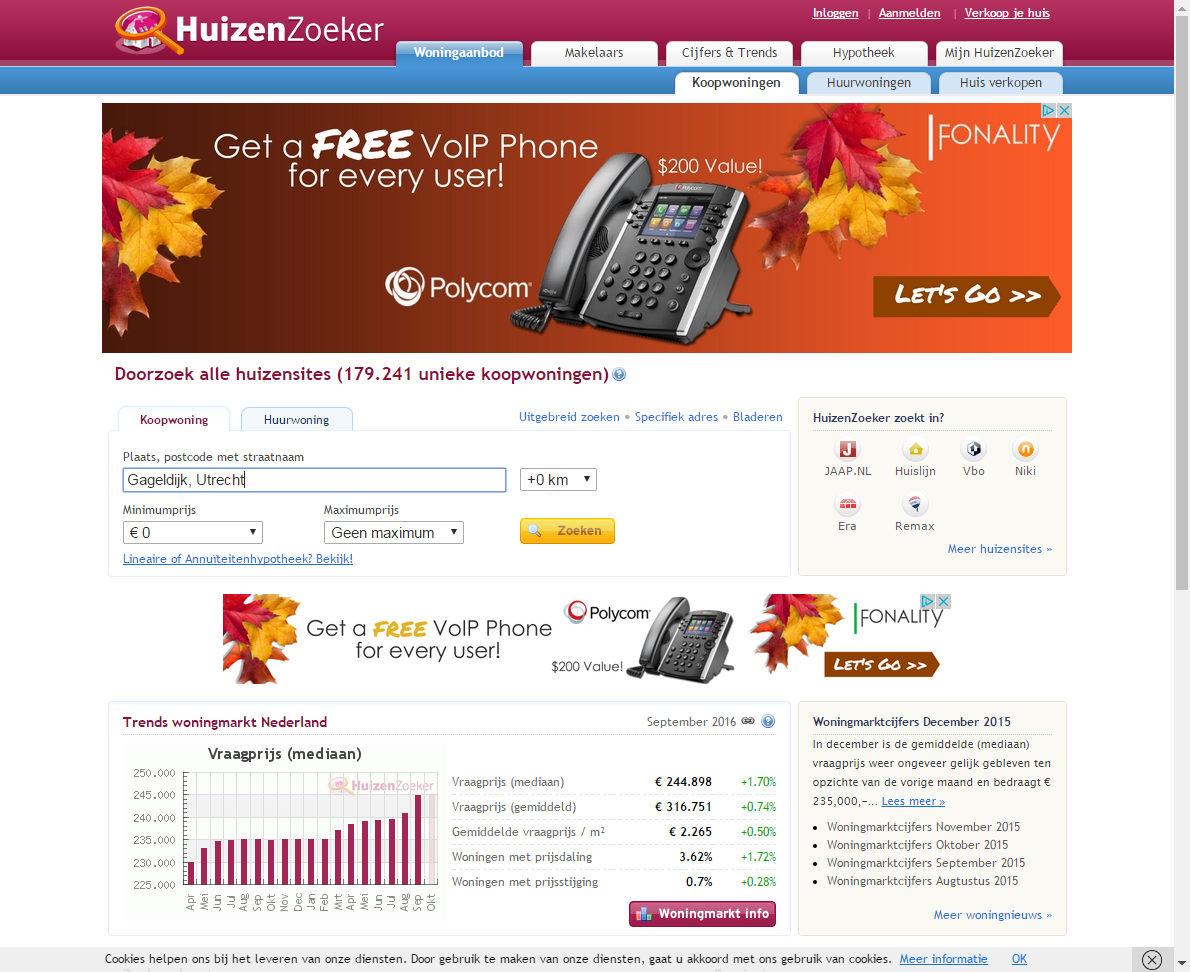 Inloggen | Aanmelden | Verkoop je huis
HuizenZoeker
Woningaanbod Makelaars Cijfers & Trends Hypotheek Mijn HuizenZoeker
Koopwoningen Huurwoningen Huis verkopen
Get a FREE VoIP Phone
for every user!
$200 Value!
FONALITY
Polycom
LET'S GO >>
Doorzoek alle huizensites (179.241 unieke koopwoningen)
Koopwoning Huurwoning
Uitgebreid zoeken • Specifiek adres • Bladeren
Plaats, postcode met straatnaam
Gageldijk, Utrecht +0 km
Minimumprijs Maximumprijs
€ 0 Geen maximum Zoeken
Lineaire of Annuïteitenhypotheek? Bekijk!
HuizenZoeker zoekt in?
JAAP.NL Huislijn Vbo Niki
Era Remax
Meer huizensites »
Get a FREE VoIP Phone
for every user!
Polycom
$200 Value!
FONALITY
LET'S GO >>
Trends woningmarkt Nederland September 2016
Vraagprijs (mediaan)
HuizenZoeker
250.000
245.000
240.000
235.000
230.000
225.000
Apr Mei Jun Jul Aug Sep Okt Nov Dec Jan Feb Mrt Apr Mei Jun Jul Aug Sep Okt
Vraagprijs (mediaan) € 244.898 +1.70%
Vraagprijs (gemiddeld) € 316.751 +0.74%
Gemiddelde vraagprijs / m² € 2.265 +0.50%
Woningen met prijsdaling 3.62% +1.72%
Woningen met prijsstijging 0.7% +0.28%
Woningmarkt info
Woningmarktcijfers December 2015
In december is de gemiddelde (mediaan)
vraagprijs weer ongeveer gelijk gebleven ten
opzichte van de vorige maand en bedraagt €
235,000,-... Lees meer »
• Woningmarktcijfers November 2015
• Woningmarktcijfers Oktober 2015
• Woningmarktcijfers September 2015
• Woningmarktcijfers Augtustus 2015
Meer woningnieuws »
Cookies helpen ons bij het leveren van onze diensten. Door gebruik te maken van onze diensten, gaat u akkoord met ons gebruik van cookies. Meer informatie OK